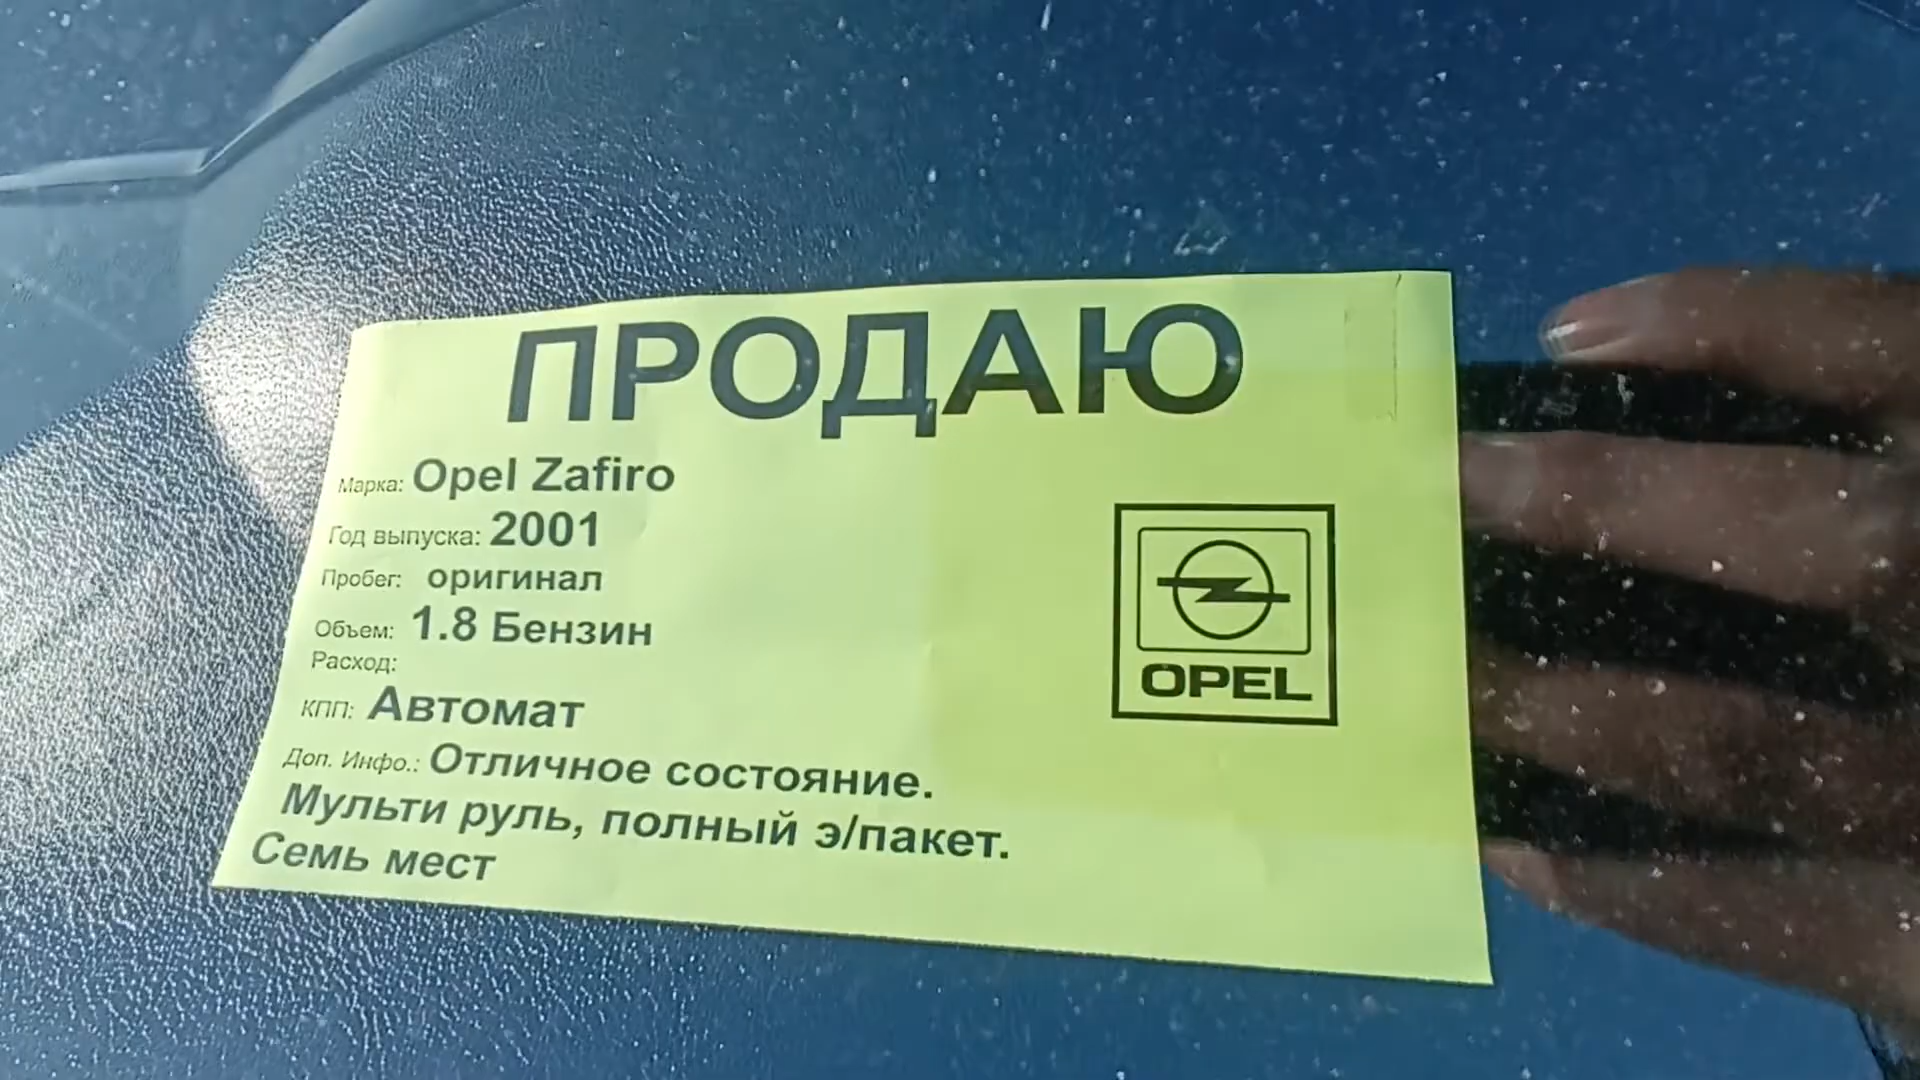 ПРОДАЮ
Марка: Opel Zafiro
Год выпуска: 2001
Пробег: оригинал
Объем: 1.8 Бензин
Расход:
КПП: Автомат
Доп. Инфо.: Отличное состояние.
Мульти руль, полный э/пакет.
Семь мест
OPEL